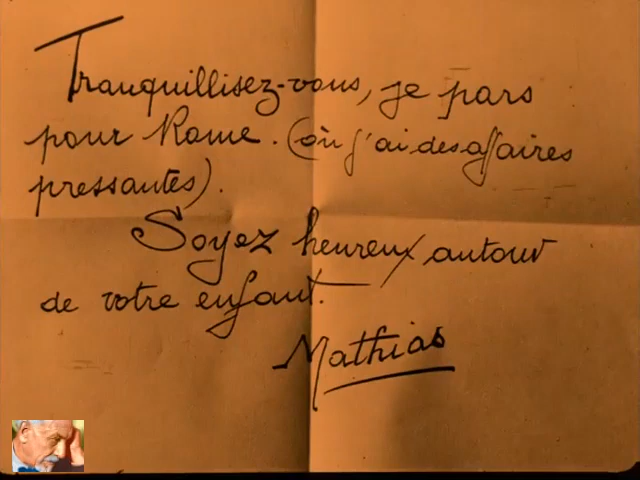 Tranquillisez-vous, je pars
pour Rome. (où j'ai des affaires
pressantes).
Soyez heureux autour
de votre enfant.
Mathias